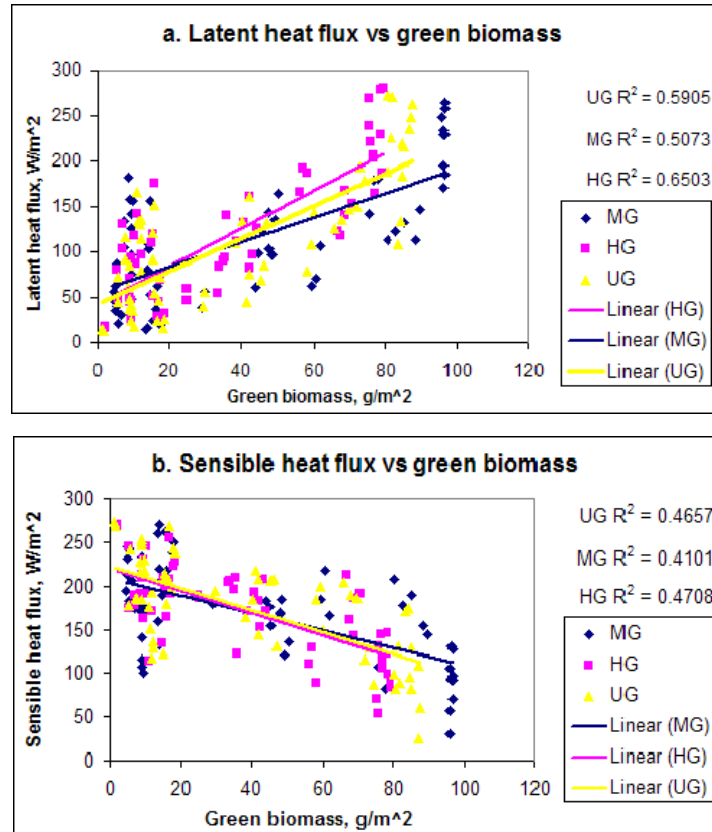 a. Latent heat flux vs green biomass
300
250
200
150
100
50
0
Latent heat flux, W/m^2
0 20 40 60 80 100 120
Green biomass, g/m^2
UG R² = 0.5905
MG R² = 0.5073
HG R² = 0.6503
MG
HG
UG
Linear (HG)
Linear (MG)
Linear (UG)
b. Sensible heat flux vs green biomass
300
250
200
150
100
50
0
Sensible heat flux, W/m^2
0 20 40 60 80 100 120
Green biomass, g/m^2
UG R² = 0.4657
MG R² = 0.4101
HG R² = 0.4708
MG
HG
UG
Linear (MG)
Linear (HG)
Linear (UG)